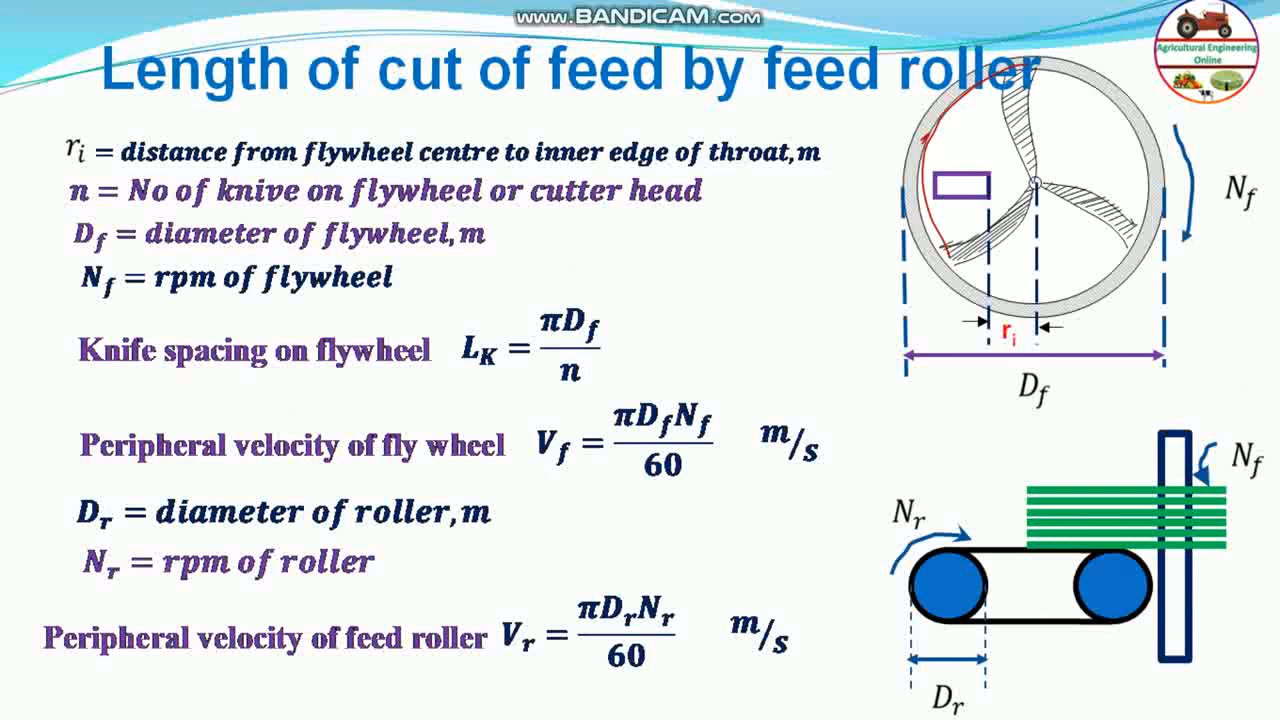 www.BANDICAM.com
Length of cut of feed by feed roller
Agricultural Engineering
Online
r_i = distance from flywheel centre to inner edge of throat, m
n = No of knive on flywheel or cutter head
D_f = diameter of flywheel, m
N_f = rpm of flywheel
Knife spacing on flywheel L_K = πD_f / n
Peripheral velocity of fly wheel V_f = πD_f N_f / 60 m/s
D_r = diameter of roller, m
N_r = rpm of roller
Peripheral velocity of feed roller V_r = πD_r N_r / 60 m/s
N_f
r_i
D_f
N_f
N_r
D_r